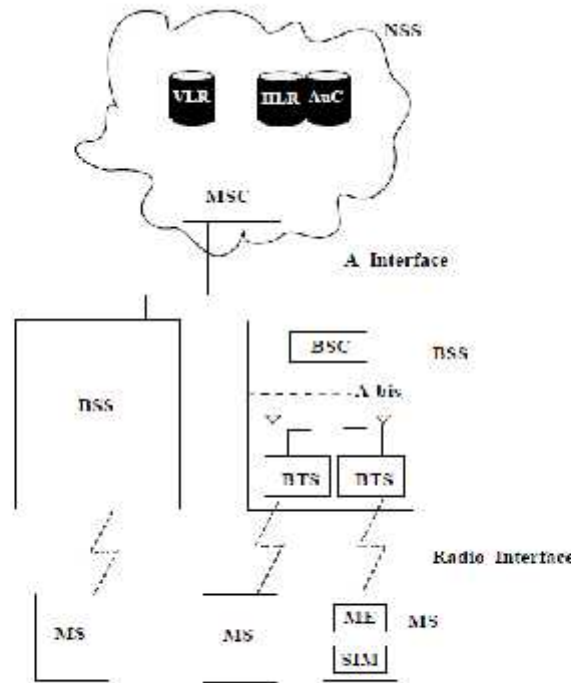 NSS
VLR HLR AuC
MSC
A Interface
BSC
BSS
A bis
BSS
BTS BTS
Radio Interface
ME
MS MS MS
SIM